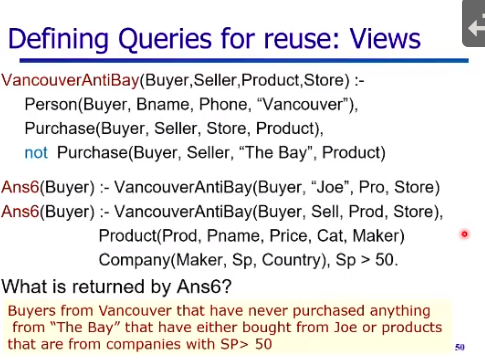 Defining Queries for reuse: Views
VancouverAntiBay(Buyer,Seller,Product,Store) :-
Person(Buyer, Bname, Phone, “Vancouver”),
Purchase(Buyer, Seller, Store, Product),
not Purchase(Buyer, Seller, “The Bay”, Product)
Ans6(Buyer) :- VancouverAntiBay(Buyer, “Joe”, Pro, Store)
Ans6(Buyer) :- VancouverAntiBay(Buyer, Sell, Prod, Store),
Product(Prod, Pname, Price, Cat, Maker)
Company(Maker, Sp, Country), Sp > 50.
What is returned by Ans6?
Buyers from Vancouver that have never purchased anything
from “The Bay” that have either bought from Joe or products
that are from companies with SP> 50
50